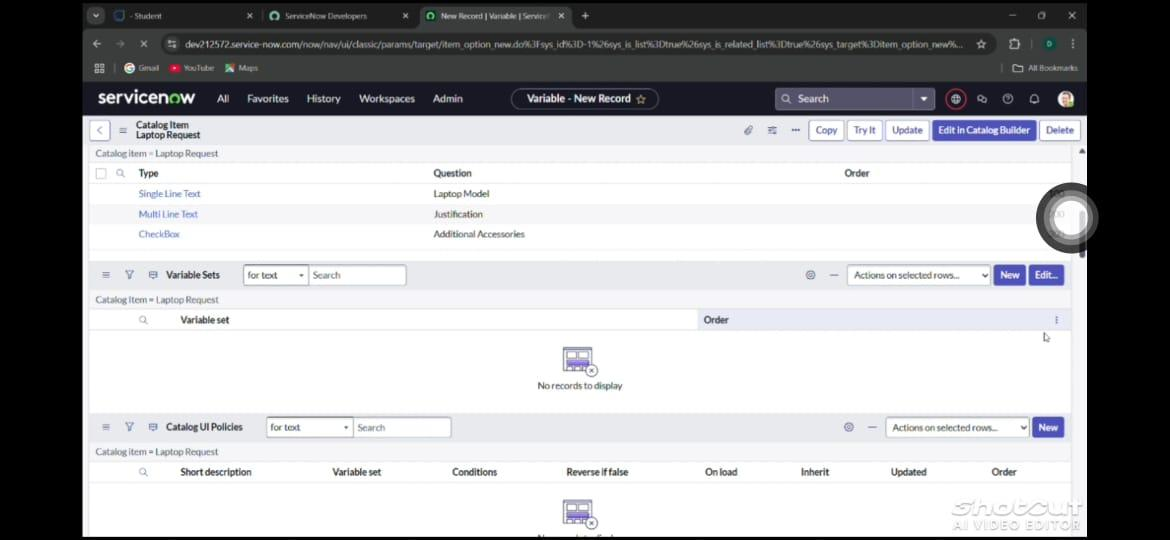 - Student
ServiceNow Developers
New Record | Variable | Service
dev212572.service-now.com/now/nav/ui/classic/params/target/item_option_new.do%3Fsys_id%3D-1%26sys_is_list%3Dtrue%26sys_is_related_list%3Dtrue%26sys_target%3Ditem_option_new%...
Gmail YouTube Maps All Bookmarks
servicenow All Favorites History Workspaces Admin Variable - New Record Search
Catalog Item
Laptop Request
Copy Try It Update Edit in Catalog Builder Delete
Catalog item = Laptop Request
Type Question Order
Single Line Text Laptop Model
Multi Line Text Justification
CheckBox Additional Accessories
Variable Sets for text Search Actions on selected rows... New Edit...
Catalog Item = Laptop Request
Variable set Order
No records to display
Catalog UI Policies for text Search Actions on selected rows... New
Catalog item = Laptop Request
Short description Variable set Conditions Reverse if false On load Inherit Updated Order
ShotCut
AI VIDEO EDITOR